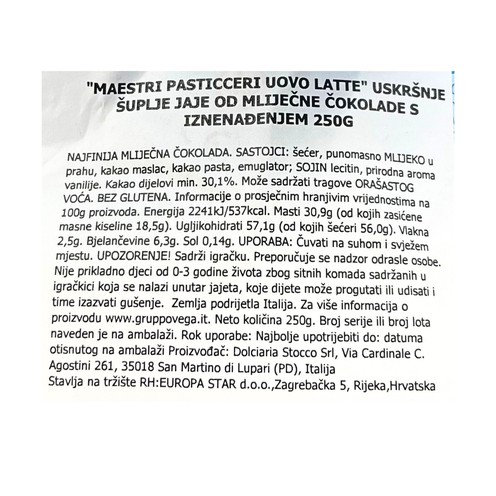 "MAESTRI PASTICCERI UOVO LATTE" USKRŠNJE
ŠUPLJE JAJE OD MLIJEČNE ČOKOLADE S
IZNENAĐENJEM 250G
NAJFINIJA MLIJEČNA ČOKOLADA. SASTOJCI: šećer, punomasno MLIJEKO u
prahu, kakao maslac, kakao pasta, emuglator; SOJIN lecitin, prirodna aroma
vanilije. Kakao dijelovi min. 30,1%. Može sadržati tragove ORAŠASTOG
VOĆA. BEZ GLUTENA. Informacije o prosječnim hranjivim vrijednostima na
100g proizvoda. Energija 2241kJ/537kcal. Masti 30,9g (od kojih zasićene
masne kiseline 18,5g). Ugljikohidrati 57,1g (od kojih šećeri 56,0g). Vlakna
2,5g. Bjelančevine 6,3g. Sol 0,14g. UPORABA: Čuvati na suhom i svježem
mjestu. UPOZORENJE! Sadrži igračku. Preporučuje se nadzor odrasle osobe.
Nije prikladno djeci od 0-3 godine života zbog sitnih komada sadržanih u
igračkici koja se nalazi unutar jajeta, koje dijete može progutati ili udisati i
time izazvati gušenje. Zemlja podrijetla Italija. Za više informacija o
proizvodu www.gruppovega.it. Neto količina 250g. Broj serije ili broj lota
naveden je na ambalaži. Rok uporabe: Najbolje upotrijebiti do: datuma
otisnutog na ambalaži Proizvođač: Dolciaria Stocco Srl, Via Cardinale C.
Agostini 261, 35018 San Martino di Lupari (PD), Italija
Stavlja na tržište RH:EUROPA STAR d.o.o.,Zagrebačka 5, Rijeka,Hrvatska